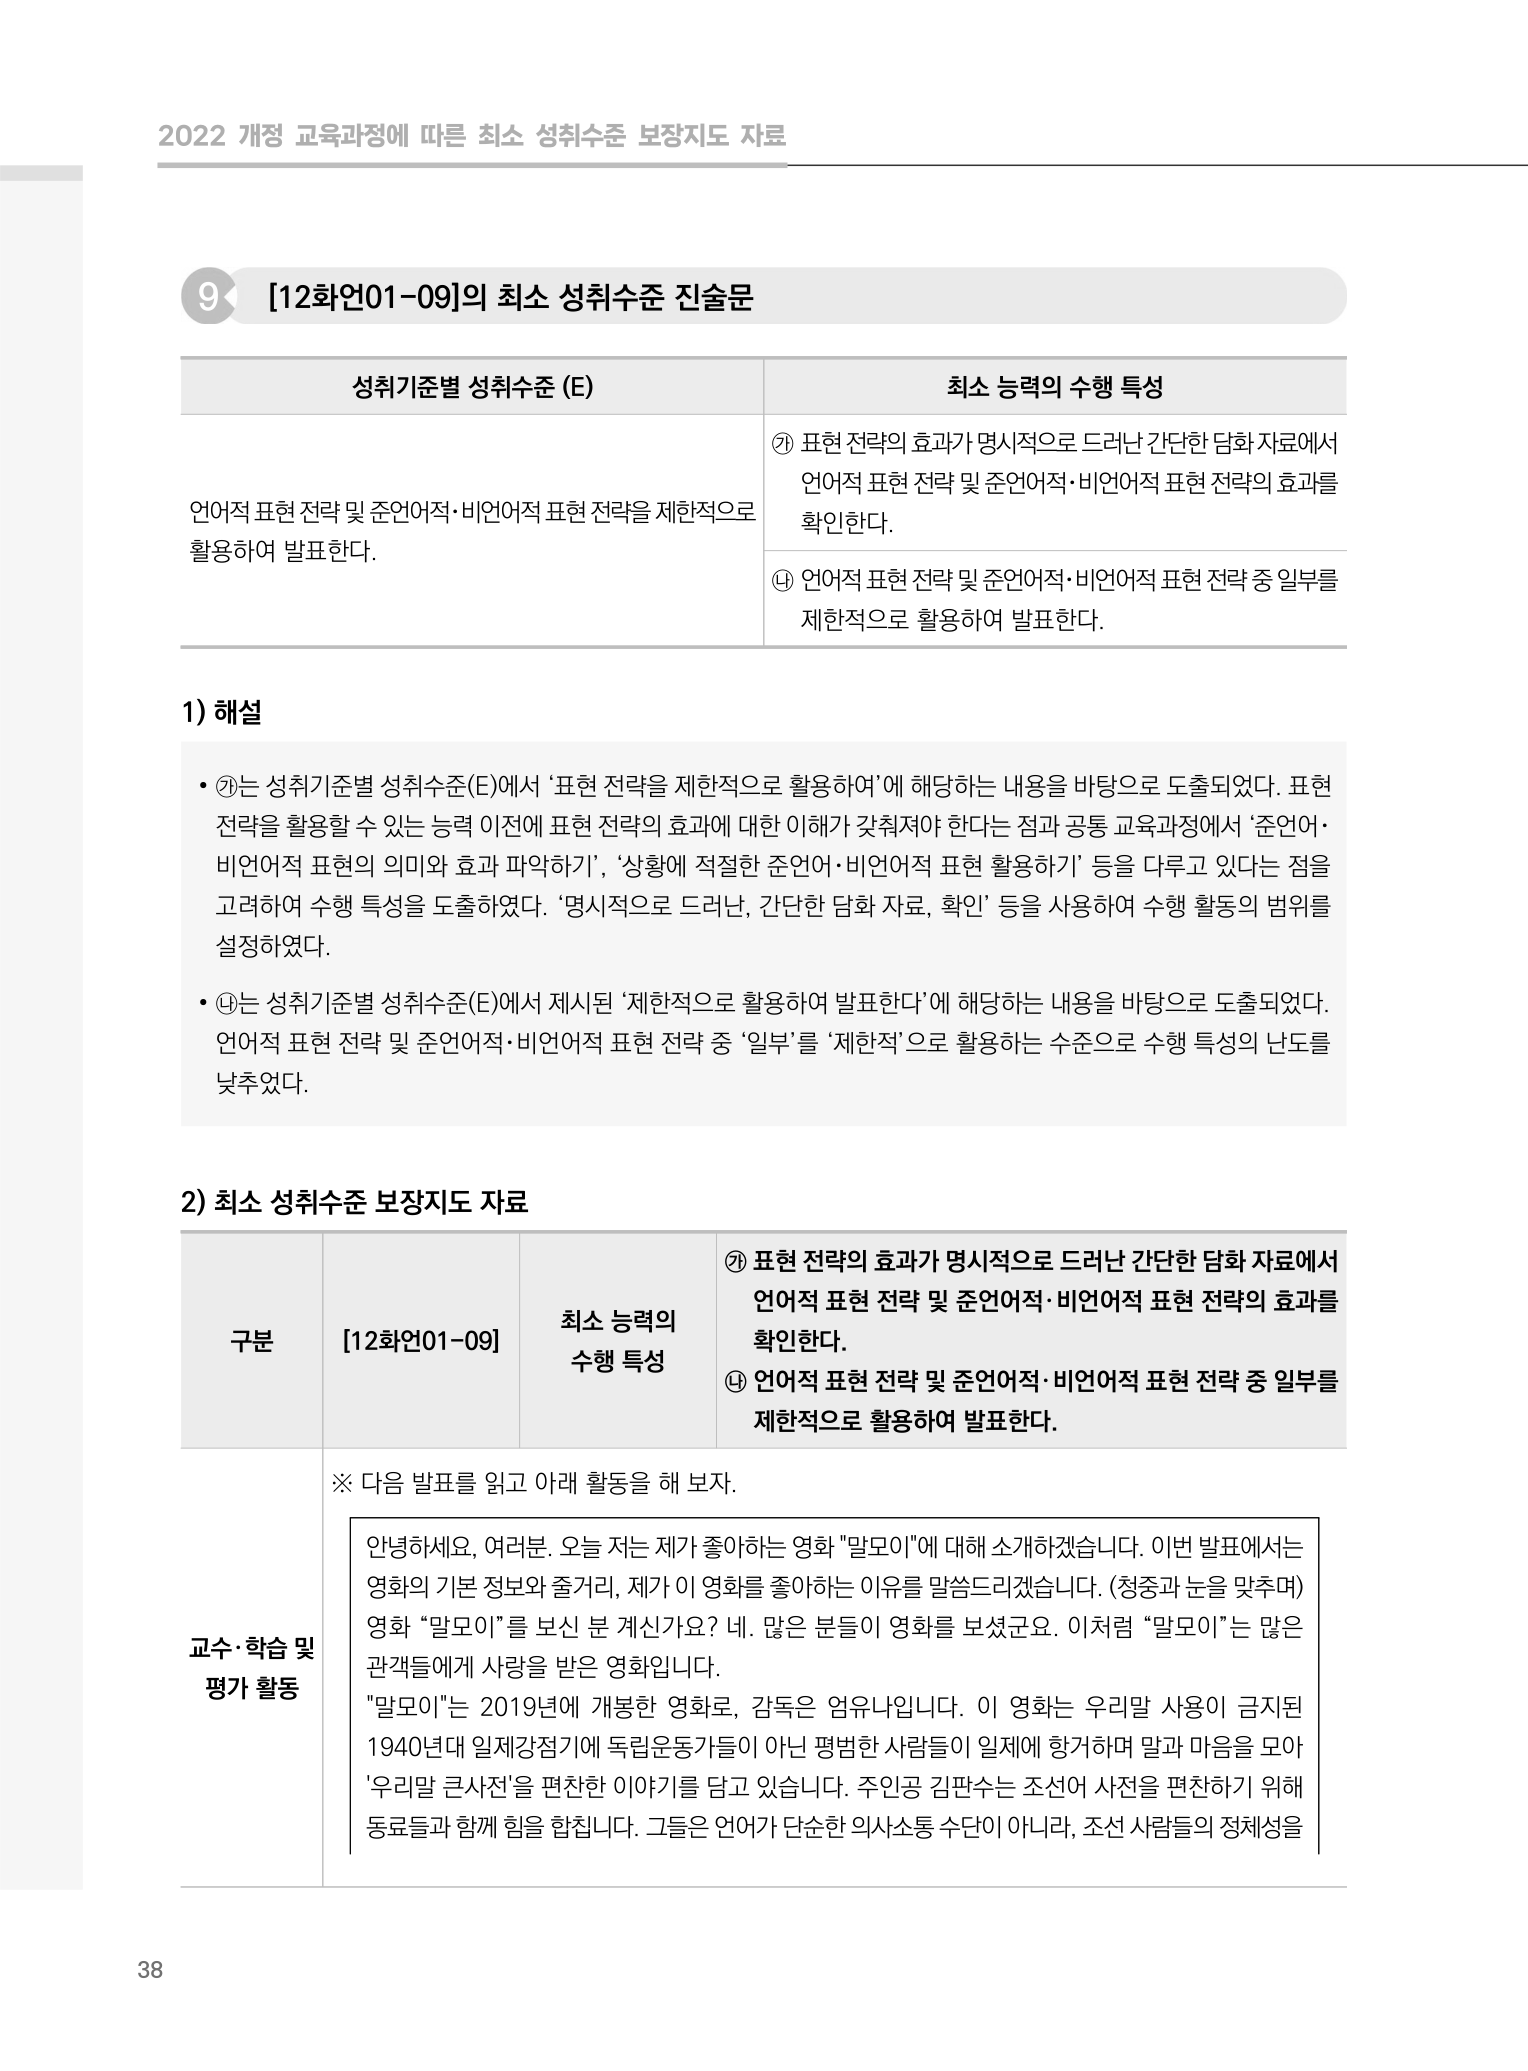 2022 개정 교육과정에 따른 최소 성취수준 보장지도 자료
9 [12화언01-09]의 최소 성취수준 진술문
성취기준별 성취수준 (E)
최소 능력의 수행 특성
언어적 표현 전략 및 준언어적·비언어적 표현 전략을 제한적으로
활용하여 발표한다.
㉮ 표현 전략의 효과가 명시적으로 드러난 간단한 담화 자료에서
언어적 표현 전략 및 준언어적·비언어적 표현 전략의 효과를
확인한다.
㉯ 언어적 표현 전략 및 준언어적·비언어적 표현 전략 중 일부를
제한적으로 활용하여 발표한다.
1) 해설
• ㉮는 성취기준별 성취수준(E)에서 ‘표현 전략을 제한적으로 활용하여’에 해당하는 내용을 바탕으로 도출되었다. 표현
전략을 활용할 수 있는 능력 이전에 표현 전략의 효과에 대한 이해가 갖춰져야 한다는 점과 공통 교육과정에서 ‘준언어·
비언어적 표현의 의미와 효과 파악하기’, ‘상황에 적절한 준언어·비언어적 표현 활용하기’ 등을 다루고 있다는 점을
고려하여 수행 특성을 도출하였다. ‘명시적으로 드러난, 간단한 담화 자료, 확인’ 등을 사용하여 수행 활동의 범위를
설정하였다.
• ㉯는 성취기준별 성취수준(E)에서 제시된 ‘제한적으로 활용하여 발표한다’에 해당하는 내용을 바탕으로 도출되었다.
언어적 표현 전략 및 준언어적·비언어적 표현 전략 중 ‘일부’를 ‘제한적’으로 활용하는 수준으로 수행 특성의 난도를
낮추었다.
2) 최소 성취수준 보장지도 자료
구분
[12화언01-09]
최소 능력의
수행 특성
㉮ 표현 전략의 효과가 명시적으로 드러난 간단한 담화 자료에서
언어적 표현 전략 및 준언어적·비언어적 표현 전략의 효과를
확인한다.
㉯ 언어적 표현 전략 및 준언어적·비언어적 표현 전략 중 일부를
제한적으로 활용하여 발표한다.
교수·학습 및
평가 활동
※ 다음 발표를 읽고 아래 활동을 해 보자.
안녕하세요, 여러분. 오늘 저는 제가 좋아하는 영화 "말모이"에 대해 소개하겠습니다. 이번 발표에서는
영화의 기본 정보와 줄거리, 제가 이 영화를 좋아하는 이유를 말씀드리겠습니다. (청중과 눈을 맞추며)
영화 “말모이”를 보신 분 계신가요? 네. 많은 분들이 영화를 보셨군요. 이처럼 “말모이”는 많은
관객들에게 사랑을 받은 영화입니다.
"말모이"는 2019년에 개봉한 영화로, 감독은 엄유나입니다. 이 영화는 우리말 사용이 금지된
1940년대 일제강점기에 독립운동가들이 아닌 평범한 사람들이 일제에 항거하며 말과 마음을 모아
'우리말 큰사전'을 편찬한 이야기를 담고 있습니다. 주인공 김판수는 조선어 사전을 편찬하기 위해
동료들과 함께 힘을 합칩니다. 그들은 언어가 단순한 의사소통 수단이 아니라, 조선 사람들의 정체성을
38